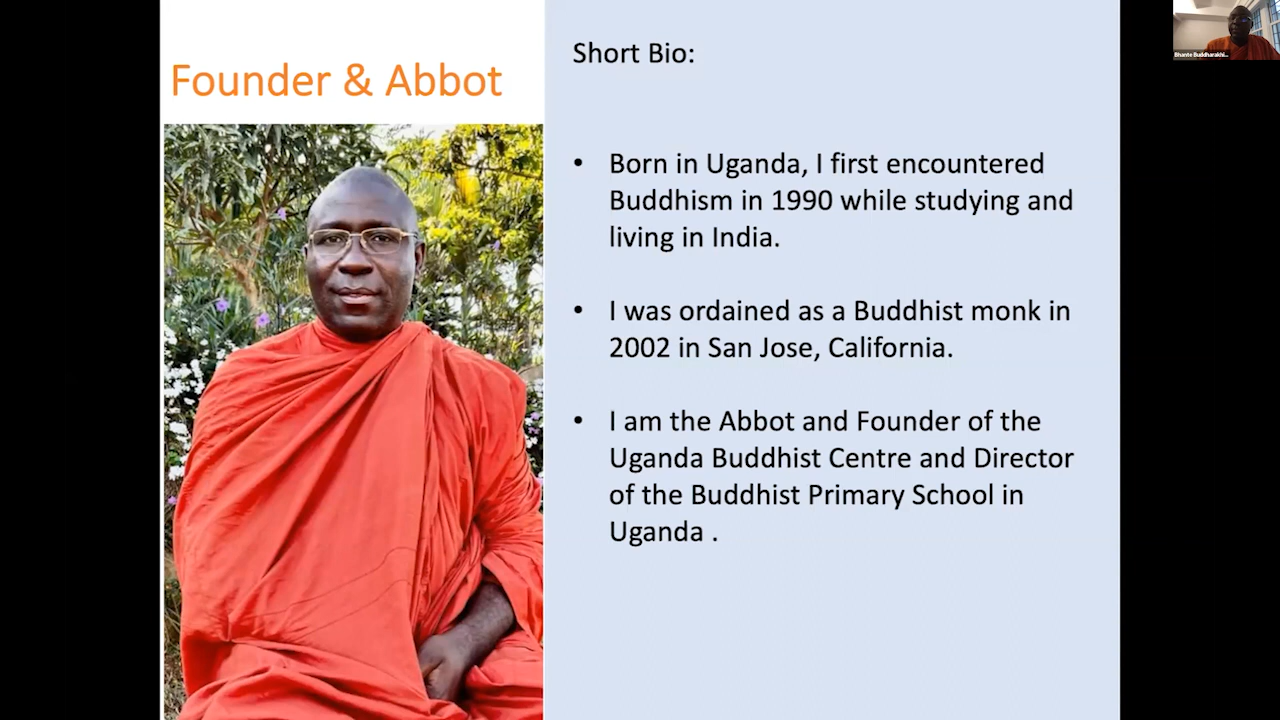 Founder & Abbot
Short Bio:
• Born in Uganda, I first encountered
Buddhism in 1990 while studying and
living in India.
• I was ordained as a Buddhist monk in
2002 in San Jose, California.
• I am the Abbot and Founder of the
Uganda Buddhist Centre and Director
of the Buddhist Primary School in
Uganda .
Bhante Buddharakhi...